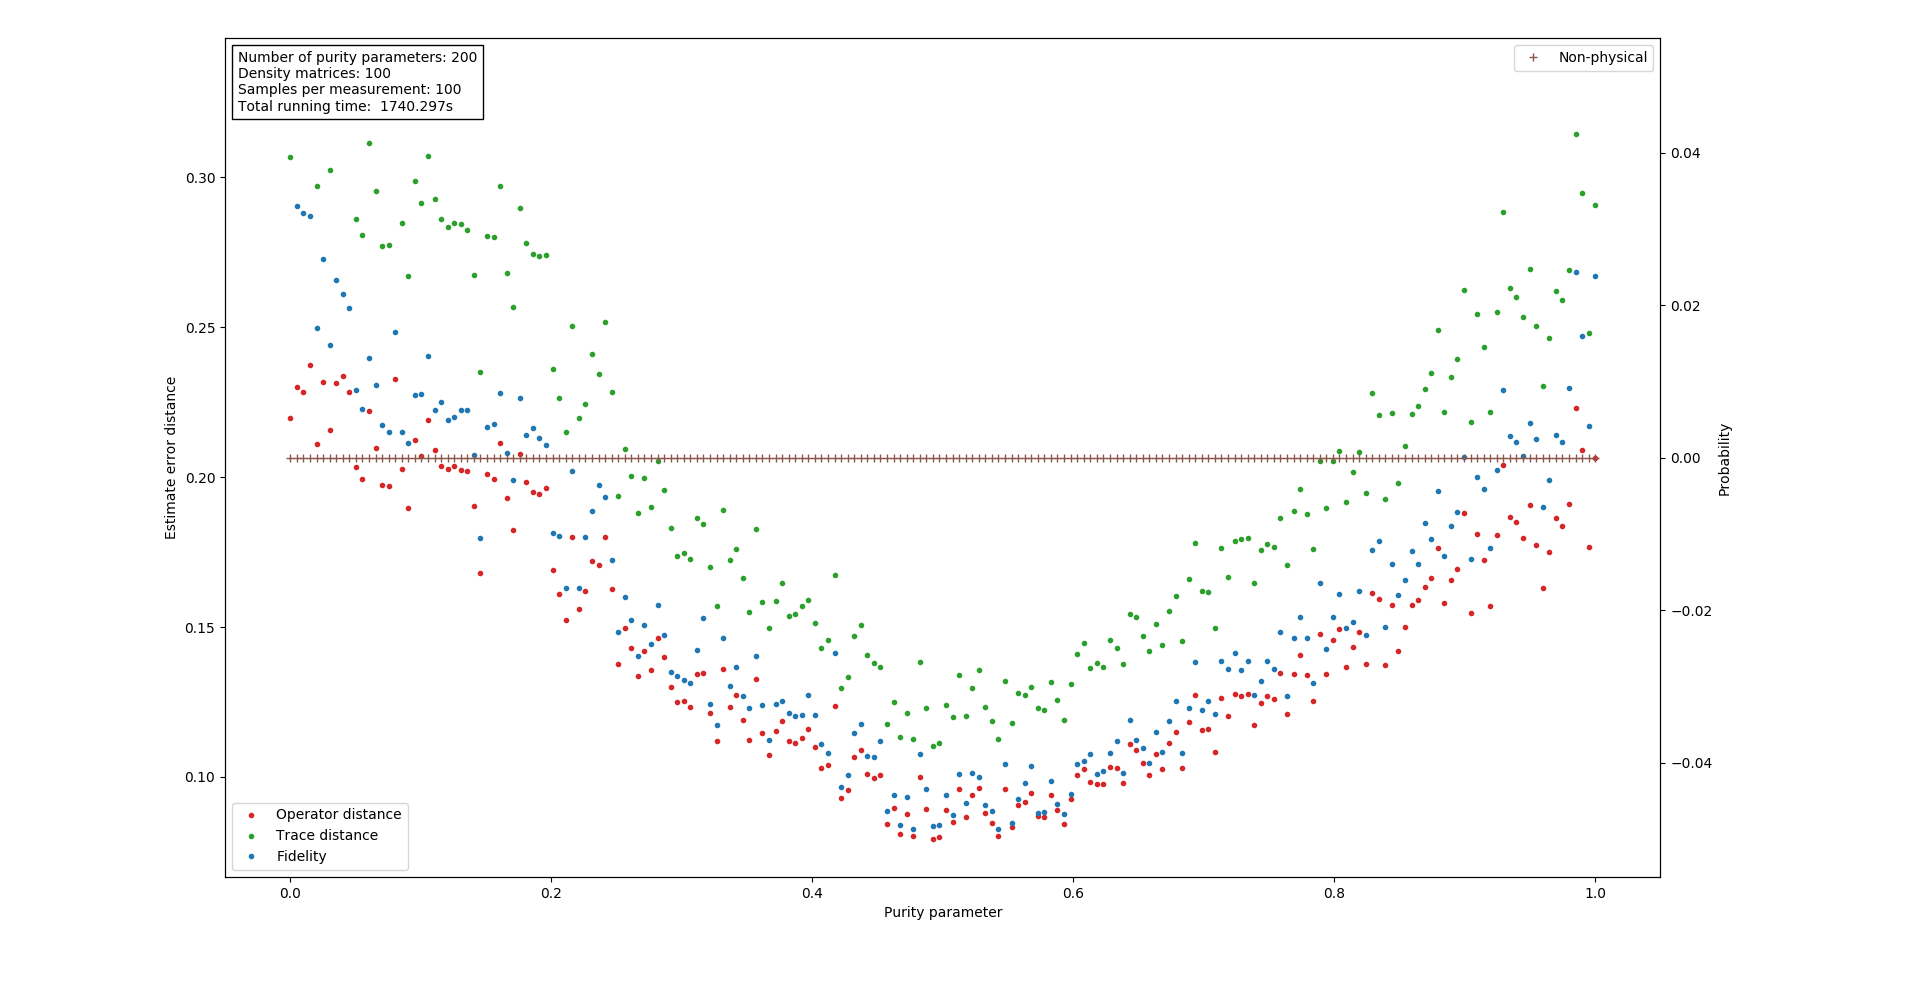 Number of purity parameters: 200
Density matrices: 100
Samples per measurement: 100
Total running time:  1740.297s
Non-physical
0.30
0.25
0.20
0.15
0.10
Estimate error distance
0.04
0.02
0.00
−0.02
−0.04
Probability
Operator distance
Trace distance
Fidelity
0.0 0.2 0.4 0.6 0.8 1.0
Purity parameter